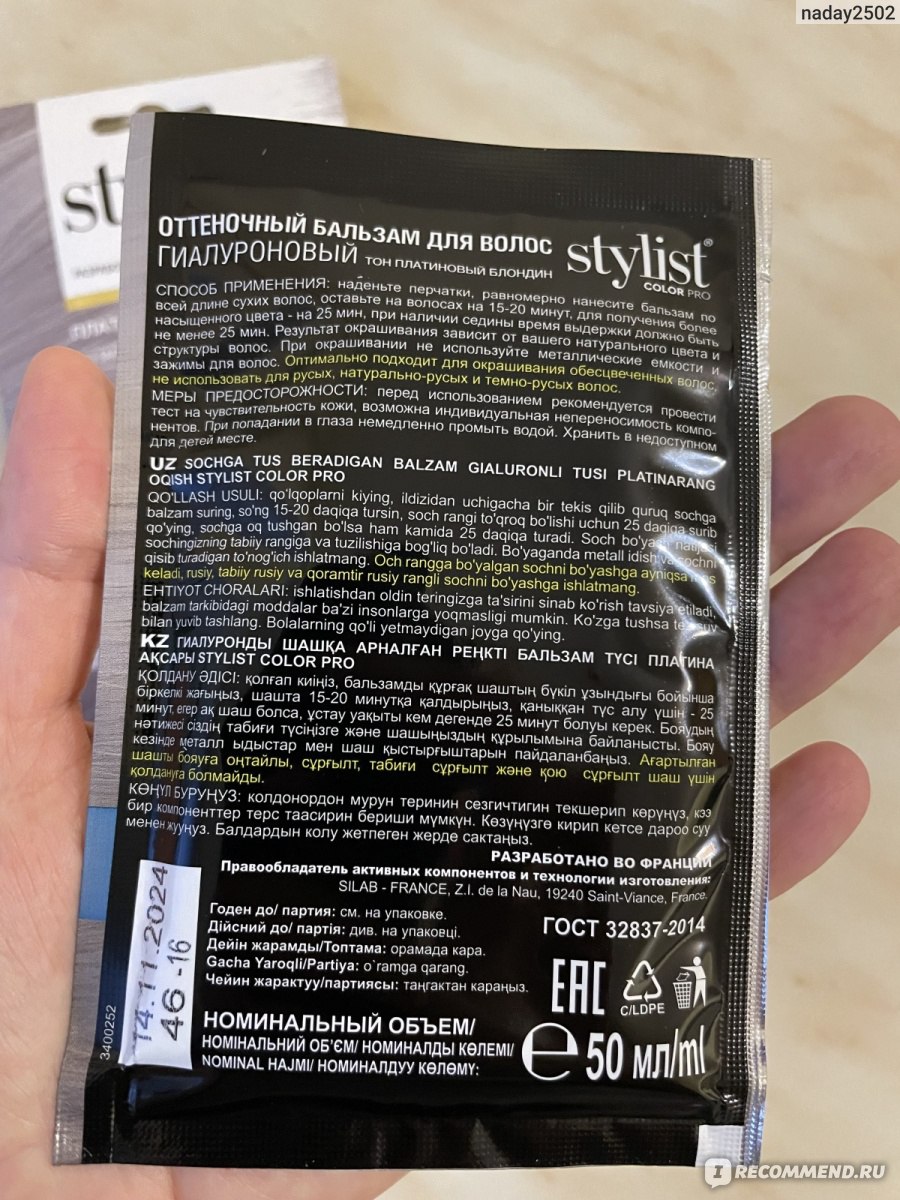 naday2502
sty
ОТТЕНОЧНЫЙ БАЛЬЗАМ ДЛЯ ВОЛОС
ГИАЛУРОНОВЫЙ ТОН ПЛАТИНОВЫЙ БЛОНДИН
stylist®
COLOR PRO
СПОСОБ ПРИМЕНЕНИЯ: наденьте перчатки, равномерно нанесите бальзам по
всей длине сухих волос, оставьте на волосах на 15-20 минут, для получения более
насыщенного цвета - на 25 мин, при наличии седины время выдержки должно быть
не менее 25 мин. Результат окрашивания зависит от вашего натурального цвета и
структуры волос. При окрашивании не используйте металлические емкости и
зажимы для волос. Оптимально подходит для окрашивания обесцвеченных волос,
не использовать для русых, натурально-русых и темно-русых волос.
МЕРЫ ПРЕДОСТОРОЖНОСТИ: перед использованием рекомендуется провести
тест на чувствительность кожи, возможна индивидуальная непереносимость компо-
нентов. При попадании в глаза немедленно промыть водой. Хранить в недоступном
для детей месте.
UZ SOCHGA TUS BERADIGAN BALZAM GIALURONLI TUSI PLATINARANG
OQISH STYLIST COLOR PRO
QO'LLASH USULI: qo'lqoplarni kiying, ildizidan uchigacha bir tekis qilib quruq sochga
balzam suring, so'ng 15-20 daqiqa tursin, soch rangi to'qroq bo'lishi uchun 25 daqiqa surib
qo'ying, sochga oq tushgan bo'lsa ham kamida 25 daqiqa turadi. Soch bo'yash natijasi
sochingizning tabiiy rangiga va tuzilishiga bog'liq bo'ladi. Bo'yaganda metall idish va sochni
qisib turadigan to'nog'ich ishlatmang. Och rangga bo'yalgan sochni bo'yashga ayniqsa mos
keladi, rusiy, tabiiy rusiy va qoramtir rusiy rangli sochni bo'yashga ishlatmang.
EHTIYOT CHORALARI: ishlatishdan oldin teringizga ta'sirini sinab ko'rish tavsiya etiladi,
balzam tarkibidagi moddalar ba'zi insonlarga yoqmasligi mumkin. Ko'zga tushsa tez suv
bilan yuvib tashlang. Bolalarning qo'li yetmaydigan joyga qo'ying.
KZ ГИАЛУРОНДЫ ШАШҚА АРНАЛҒАН РЕҢКТІ БАЛЬЗАМ ТҮСІ ПЛАТИНА
АҚСАРЫ STYLIST COLOR PRO
ҚОЛДАНУ ӘДІСІ: қолғап киіңіз, бальзамды құрғақ шаштың бүкіл ұзындығы бойынша
біркелкі жағыңыз, шашта 15-20 минутқа қалдырыңыз, қаныққан түс алу үшін - 25
минут, егер ақ шаш болса, ұстау уақыты кем дегенде 25 минут болуы керек. Бояудың
нәтижесі сіздің табиғи түсіңізге және шашыңыздың құрылымына байланысты. Бояу
кезінде металл ыдыстар мен шаш қыстырғыштарын пайдаланбаңыз. Ағартылған
шашты бояуға оңтайлы, сұрғылт, табиғи сұрғылт және қою сұрғылт шаш үшін
қолдануға болмайды.
КӨҢҮЛ БУРУҢУЗ: колдонордон мурун теринин сезгичтигин текшерип көрүңүз, кээ
бир компоненттер терс таасирин бериши мүмкүн. Көзүңүзгө кирип кетсе дароо суу
менен жууңуз. Балдардын колу жетпеген жерде сактаңыз.
РАЗРАБОТАНО ВО ФРАНЦИИ
Правообладатель активных компонентов и технологии изготовления:
SILAB - FRANCE, Z.I. de la Nau, 19240 Saint-Viance, France.
Годен до/ партия: см. на упаковке.
Дійсний до/ партія: див. на упаковці.
Дейін жарамды/Топтама: орамада кара.
Gacha Yaroqli/Partiya: o`ramga qarang.
Чейин жарактуу/партиясы: таңгактан караңыз.
ГОСТ 32837-2014
EAC
C/LDPE
14.11.2024
46 -16
3400252
НОМИНАЛЬНЫЙ ОБЪЕМ/
НОМІНАЛЬНИЙ ОБ'ЄМ/ НОМИНАЛДЫ КӨЛЕМІ/
NOMINAL HAJMI/ НОМИНАЛДУУ КӨЛӨМҮ:
℮ 50 мл/ml
IRECOMMEND.RU